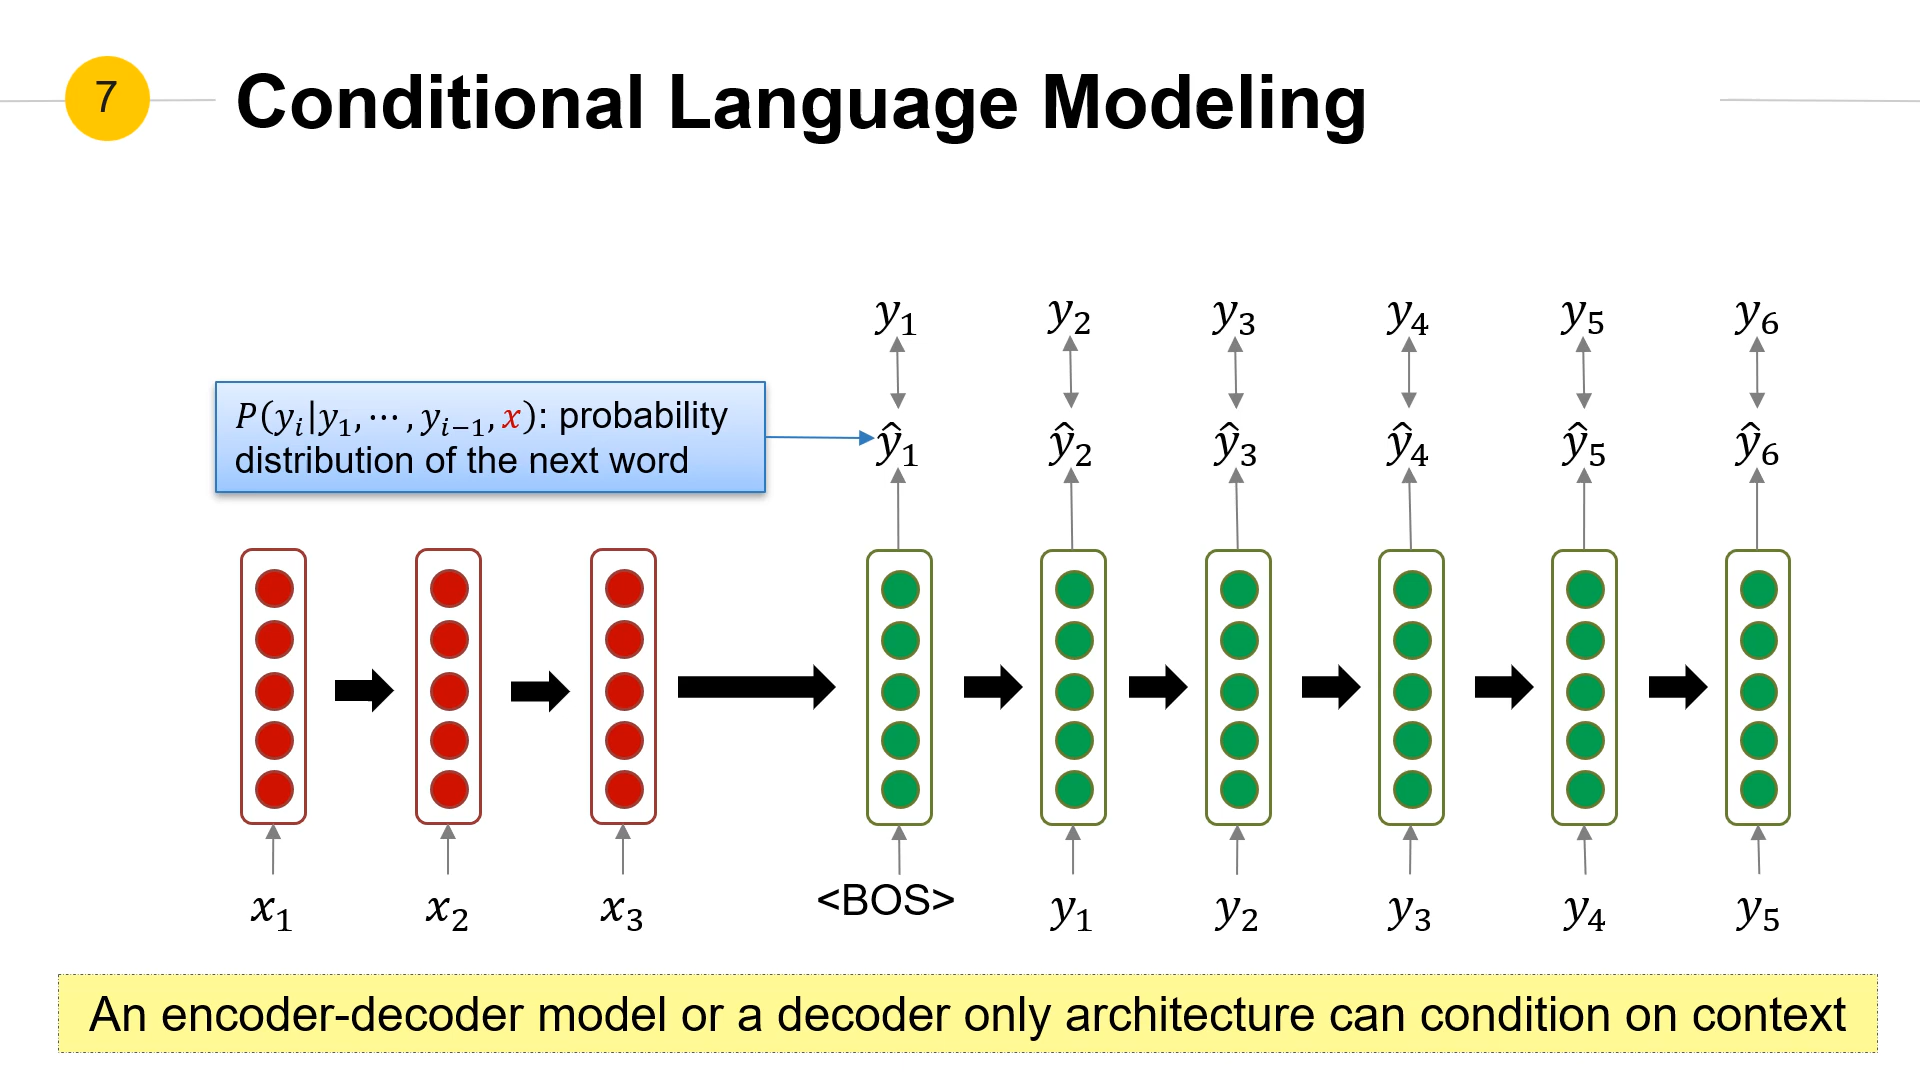 7
Conditional Language Modeling
y₁ y₂ y₃ y₄ y₅ y₆
P(yᵢ|y₁, ⋯ , yᵢ₋₁, x): probability
distribution of the next word
ŷ₁ ŷ₂ ŷ₃ ŷ₄ ŷ₅ ŷ₆
x₁ x₂ x₃ <BOS> y₁ y₂ y₃ y₄ y₅
An encoder-decoder model or a decoder only architecture can condition on context